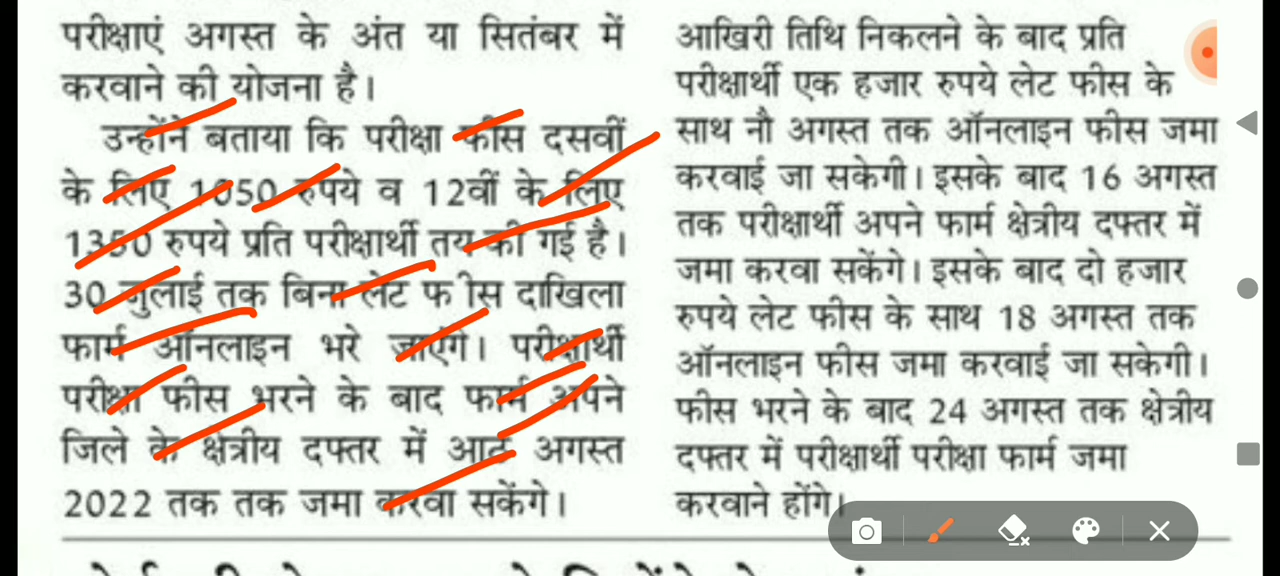 परीक्षाएं अगस्त के अंत या सितंबर में
करवाने की योजना है।
उन्होंने बताया कि परीक्षा फीस दसवीं
के लिए 1050 रुपये व 12वीं के लिए
1350 रुपये प्रति परीक्षार्थी तय की गई है।
30 जुलाई तक बिना लेट फीस दाखिला
फार्म ऑनलाइन भरे जाएंगे। परीक्षार्थी
परीक्षा फीस भरने के बाद फार्म अपने
जिले के क्षेत्रीय दफ्तर में आठ अगस्त
2022 तक तक जमा करवा सकेंगे।
आखिरी तिथि निकलने के बाद प्रति
परीक्षार्थी एक हजार रुपये लेट फीस के
साथ नौ अगस्त तक ऑनलाइन फीस जमा
करवाई जा सकेगी। इसके बाद 16 अगस्त
तक परीक्षार्थी अपने फार्म क्षेत्रीय दफ्तर में
जमा करवा सकेंगे। इसके बाद दो हजार
रुपये लेट फीस के साथ 18 अगस्त तक
ऑनलाइन फीस जमा करवाई जा सकेगी।
फीस भरने के बाद 24 अगस्त तक क्षेत्रीय
दफ्तर में परीक्षार्थी परीक्षा फार्म जमा
करवाने होंगे।